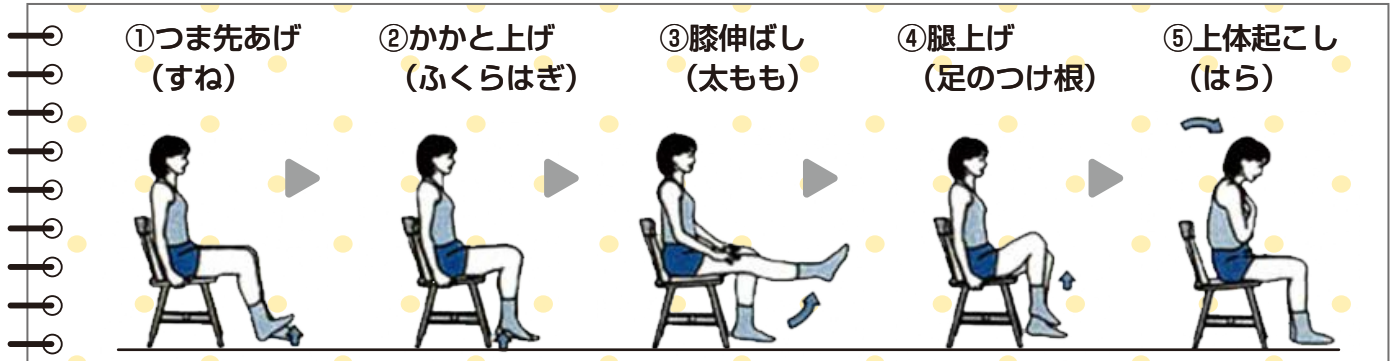 ①つま先あげ
（すね）
②かかと上げ
（ふくらはぎ）
③膝伸ばし
（太もも）
④腿上げ
（足のつけ根）
⑤上体起こし
（はら）